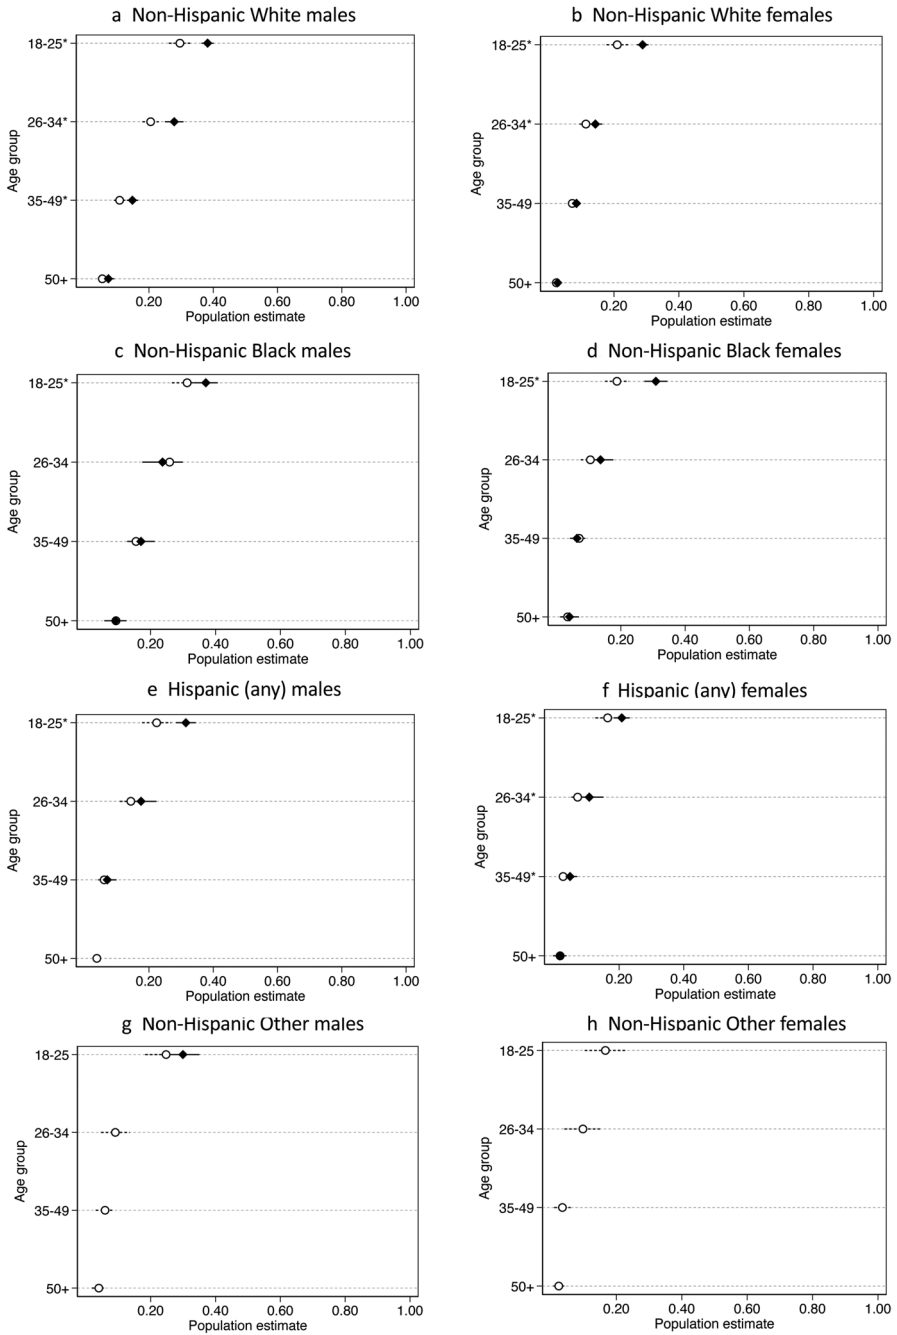 a Non-Hispanic White males
18-25*
26-34*
35-49*
50+
Age group
0.20 0.40 0.60 0.80 1.00
Population estimate
b Non-Hispanic White females
18-25*
26-34*
35-49
50+
Age group
0.20 0.40 0.60 0.80 1.00
Population estimate
c Non-Hispanic Black males
18-25*
26-34
35-49
50+
Age group
0.20 0.40 0.60 0.80 1.00
Population estimate
d Non-Hispanic Black females
18-25*
26-34
35-49
50+
Age group
0.20 0.40 0.60 0.80 1.00
Population estimate
e Hispanic (any) males
18-25*
26-34
35-49
50+
Age group
0.20 0.40 0.60 0.80 1.00
Population estimate
f Hispanic (any) females
18-25*
26-34*
35-49*
50+
Age group
0.20 0.40 0.60 0.80 1.00
Population estimate
g Non-Hispanic Other males
18-25
26-34
35-49
50+
Age group
0.20 0.40 0.60 0.80 1.00
Population estimate
h Non-Hispanic Other females
18-25
26-34
35-49
50+
Age group
0.20 0.40 0.60 0.80 1.00
Population estimate